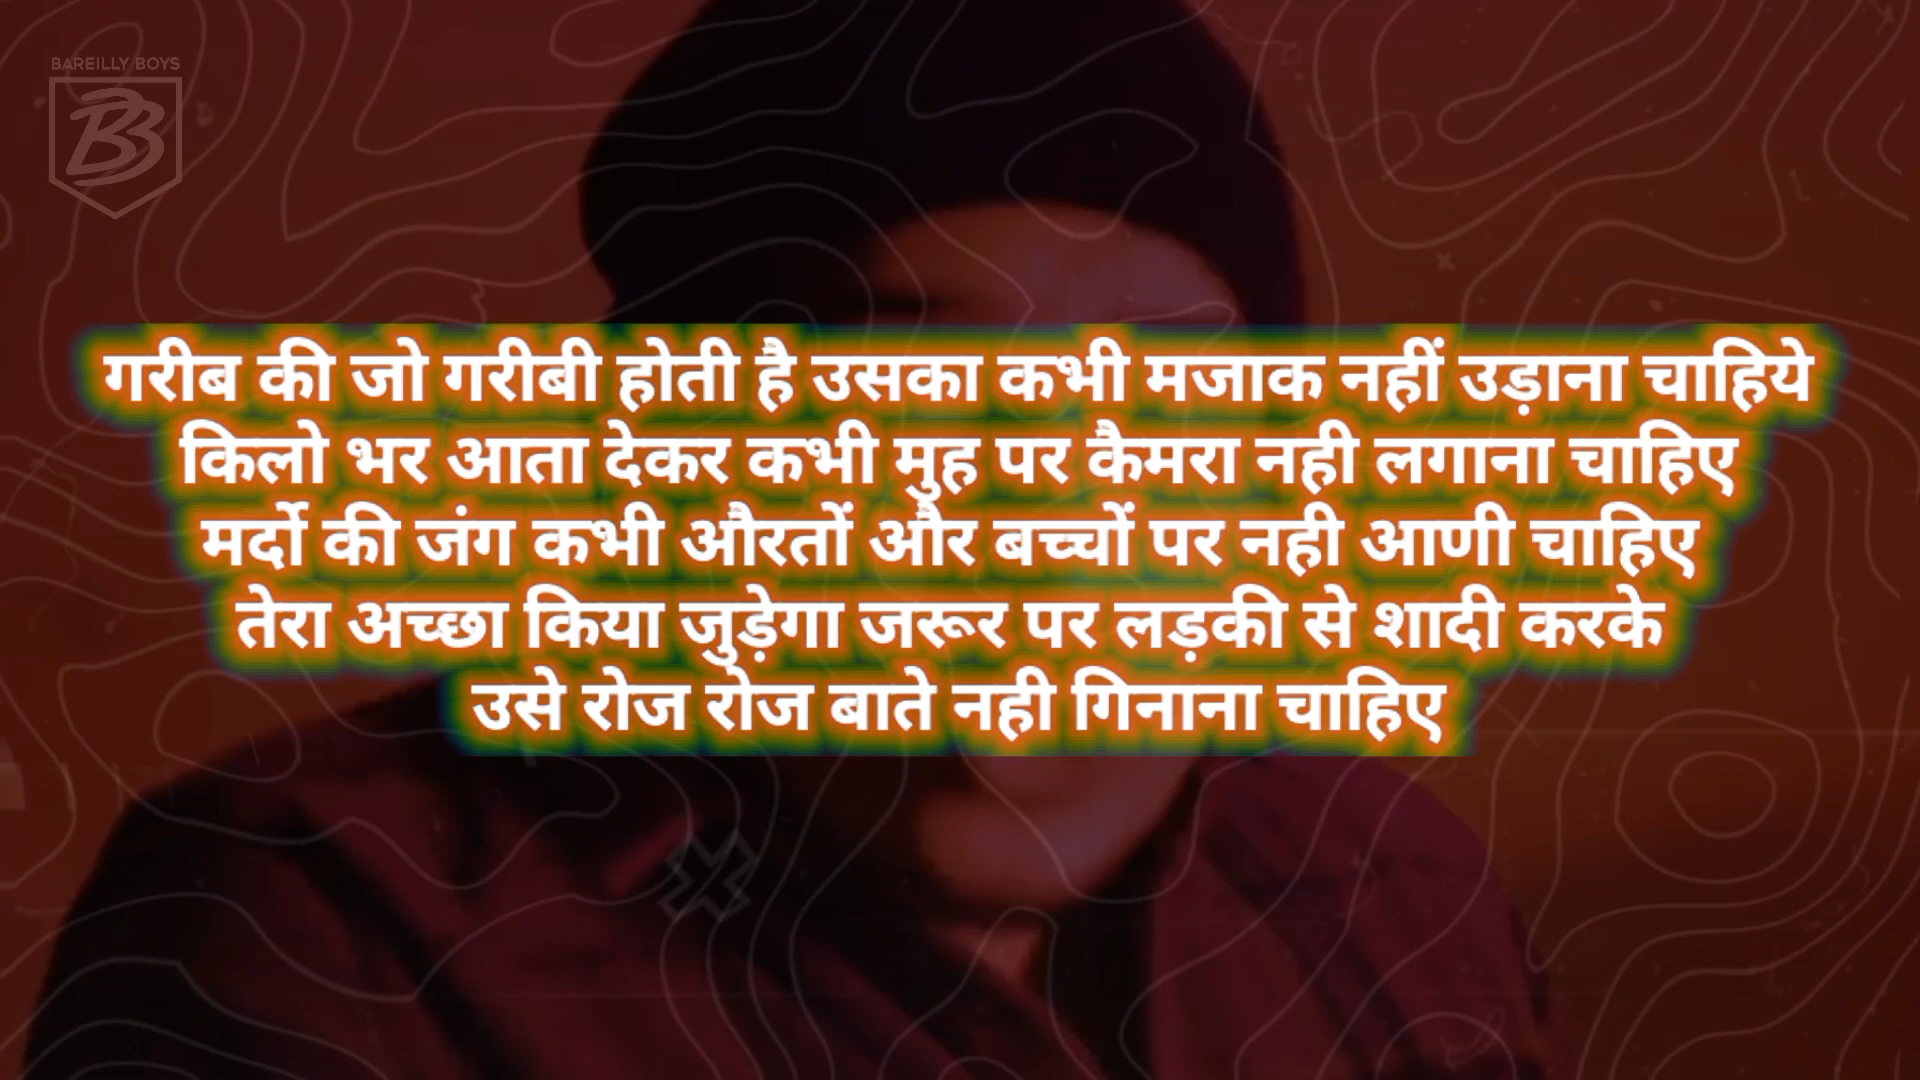 BAREILLY BOYS
BB
गरीब की जो गरीबी होती है उसका कभी मजाक नहीं उड़ाना चाहिये
किलो भर आता देकर कभी मुह पर कैमरा नही लगाना चाहिए
मर्दो की जंग कभी औरतों और बच्चों पर नही आणी चाहिए
तेरा अच्छा किया जुड़ेगा जरूर पर लड़की से शादी करके
उसे रोज रोज बाते नही गिनाना चाहिए